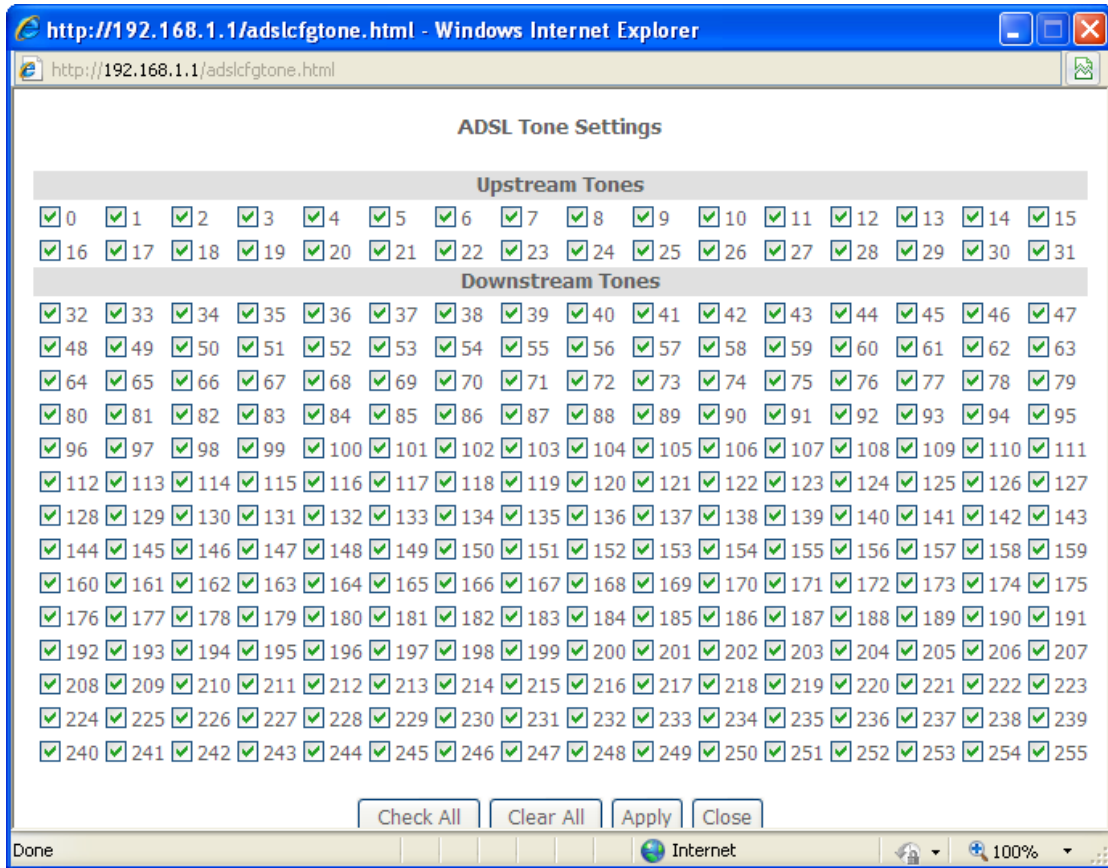 http://192.168.1.1/adslcfgtone.html - Windows Internet Explorer
http://192.168.1.1/adslcfgtone.html
ADSL Tone Settings
Upstream Tones
0 1 2 3 4 5 6 7 8 9 10 11 12 13 14 15
16 17 18 19 20 21 22 23 24 25 26 27 28 29 30 31
Downstream Tones
32 33 34 35 36 37 38 39 40 41 42 43 44 45 46 47
48 49 50 51 52 53 54 55 56 57 58 59 60 61 62 63
64 65 66 67 68 69 70 71 72 73 74 75 76 77 78 79
80 81 82 83 84 85 86 87 88 89 90 91 92 93 94 95
96 97 98 99 100 101 102 103 104 105 106 107 108 109 110 111
112 113 114 115 116 117 118 119 120 121 122 123 124 125 126 127
128 129 130 131 132 133 134 135 136 137 138 139 140 141 142 143
144 145 146 147 148 149 150 151 152 153 154 155 156 157 158 159
160 161 162 163 164 165 166 167 168 169 170 171 172 173 174 175
176 177 178 179 180 181 182 183 184 185 186 187 188 189 190 191
192 193 194 195 196 197 198 199 200 201 202 203 204 205 206 207
208 209 210 211 212 213 214 215 216 217 218 219 220 221 222 223
224 225 226 227 228 229 230 231 232 233 234 235 236 237 238 239
240 241 242 243 244 245 246 247 248 249 250 251 252 253 254 255
Check All Clear All Apply Close
Done Internet 100%